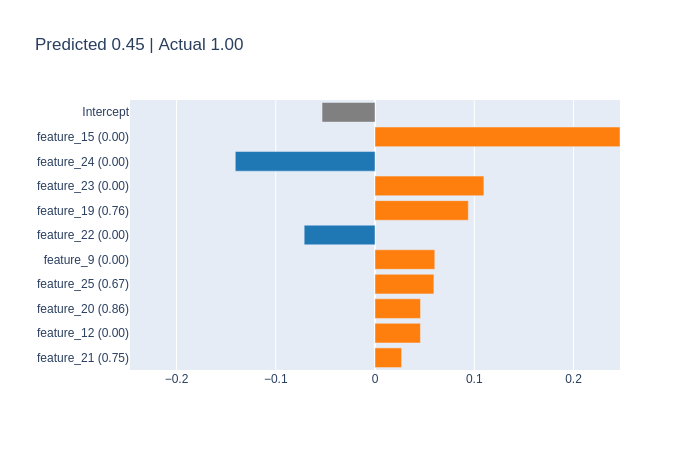 Predicted 0.45 | Actual 1.00
Intercept
feature_15 (0.00)
feature_24 (0.00)
feature_23 (0.00)
feature_19 (0.76)
feature_22 (0.00)
feature_9 (0.00)
feature_25 (0.67)
feature_20 (0.86)
feature_12 (0.00)
feature_21 (0.75)
−0.2 −0.1 0 0.1 0.2